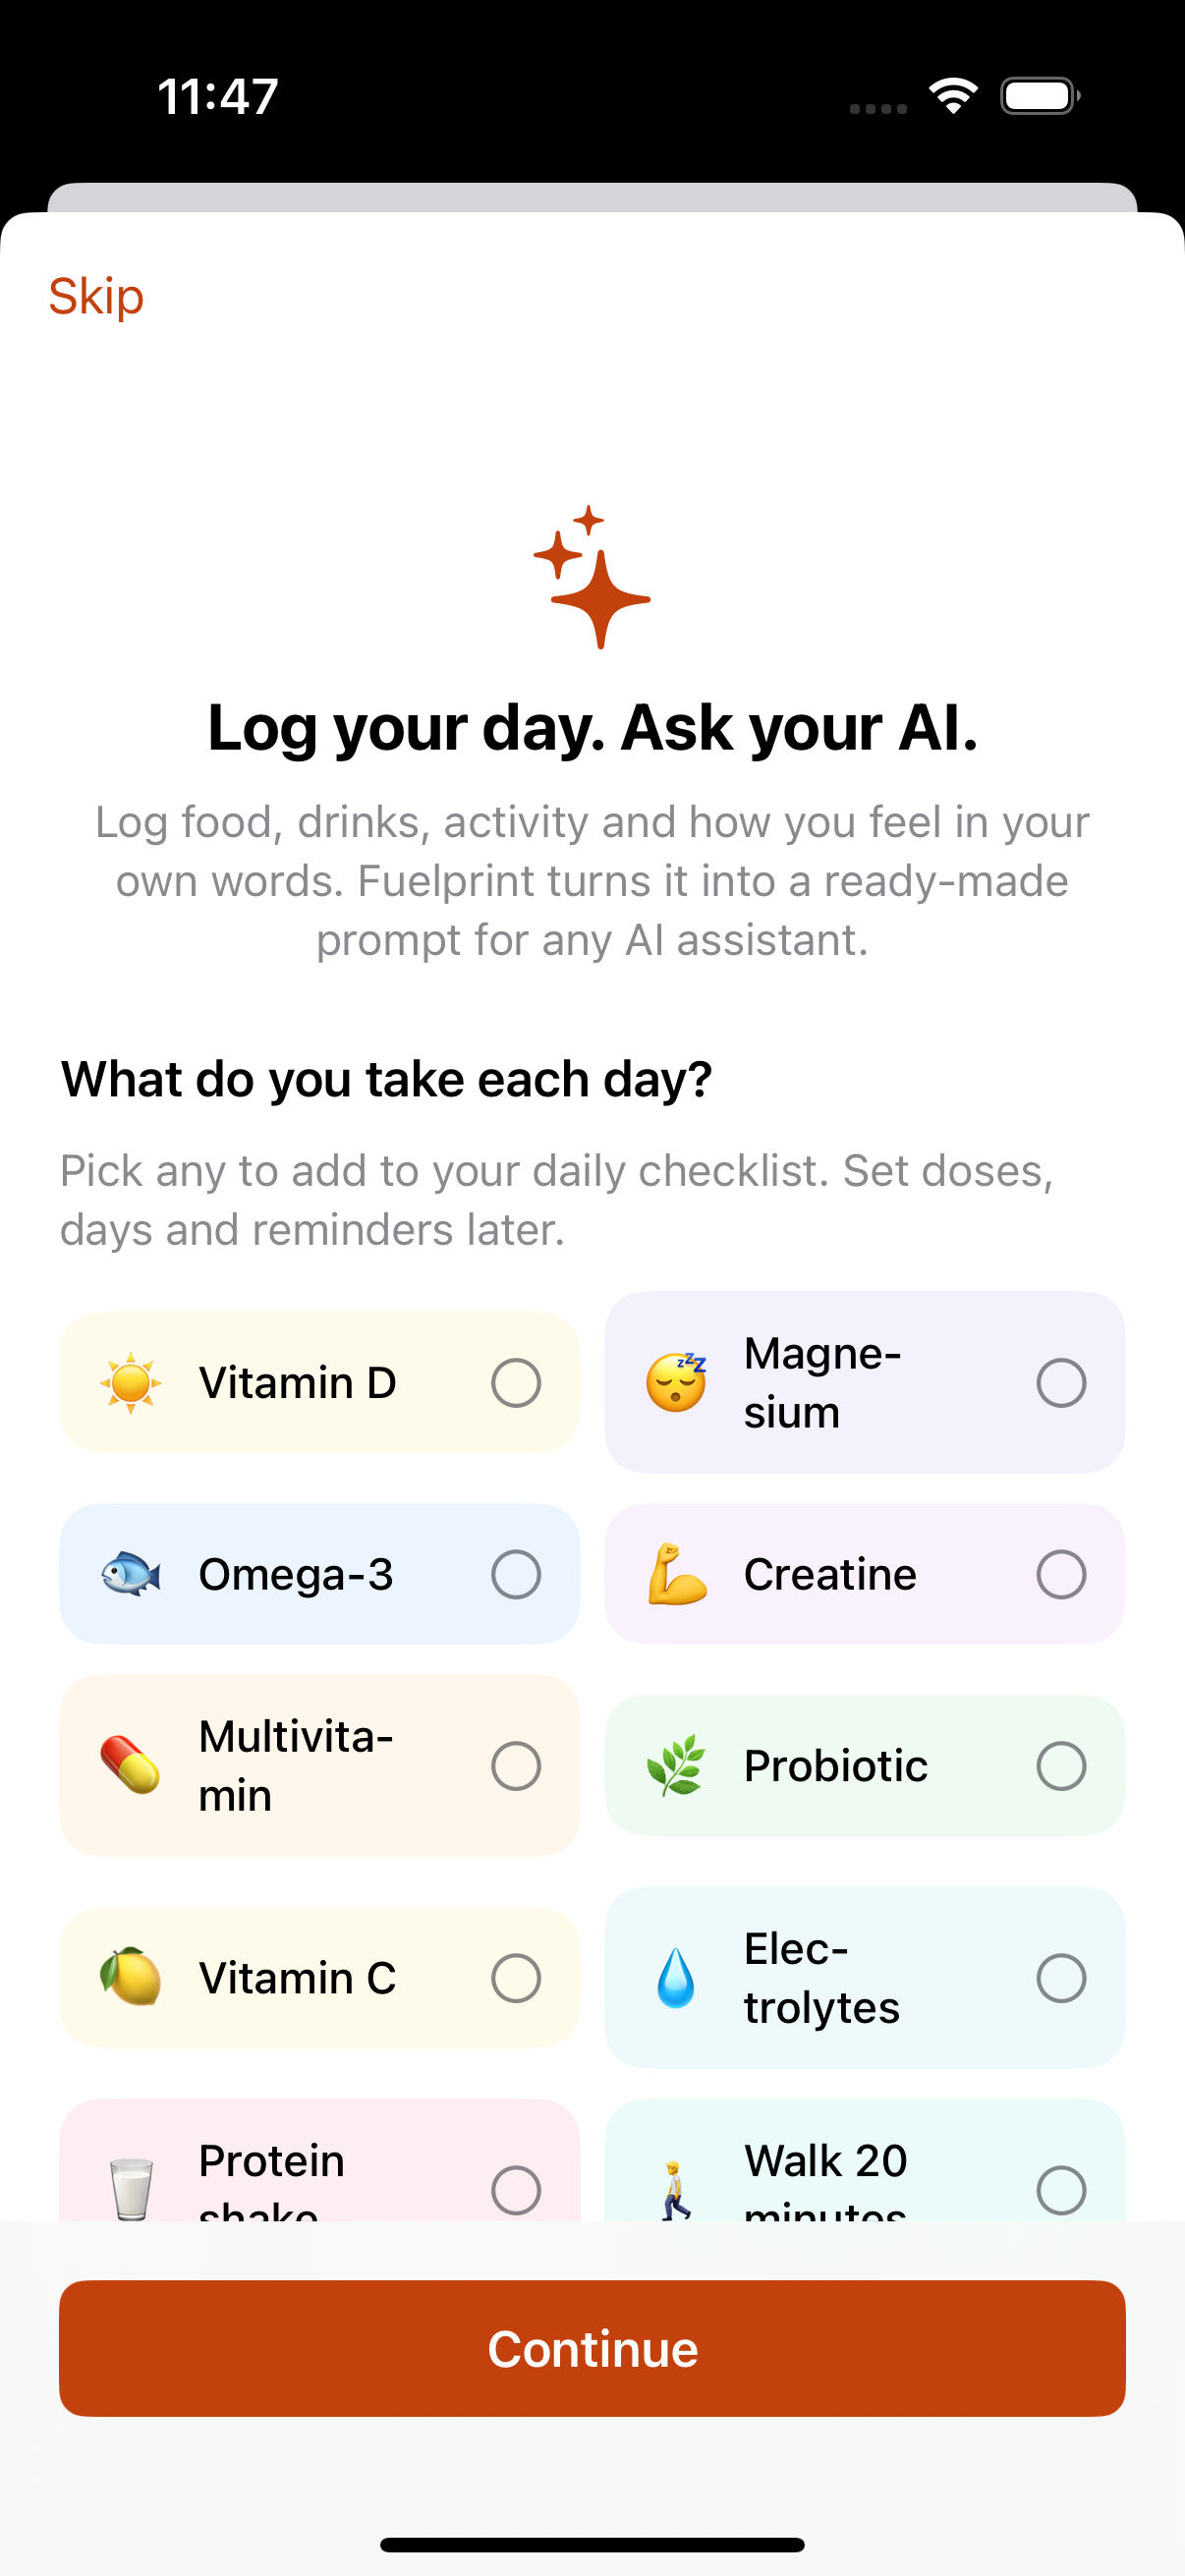 11:47
Skip
Log your day. Ask your AI.
Log food, drinks, activity and how you feel in your
own words. Fuelprint turns it into a ready-made
prompt for any AI assistant.
What do you take each day?
Pick any to add to your daily checklist. Set doses,
days and reminders later.
Vitamin D
Magne-
sium
Omega-3
Creatine
Multivita-
min
Probiotic
Vitamin C
Elec-
trolytes
Protein
shake
Walk 20
minutes
Continue